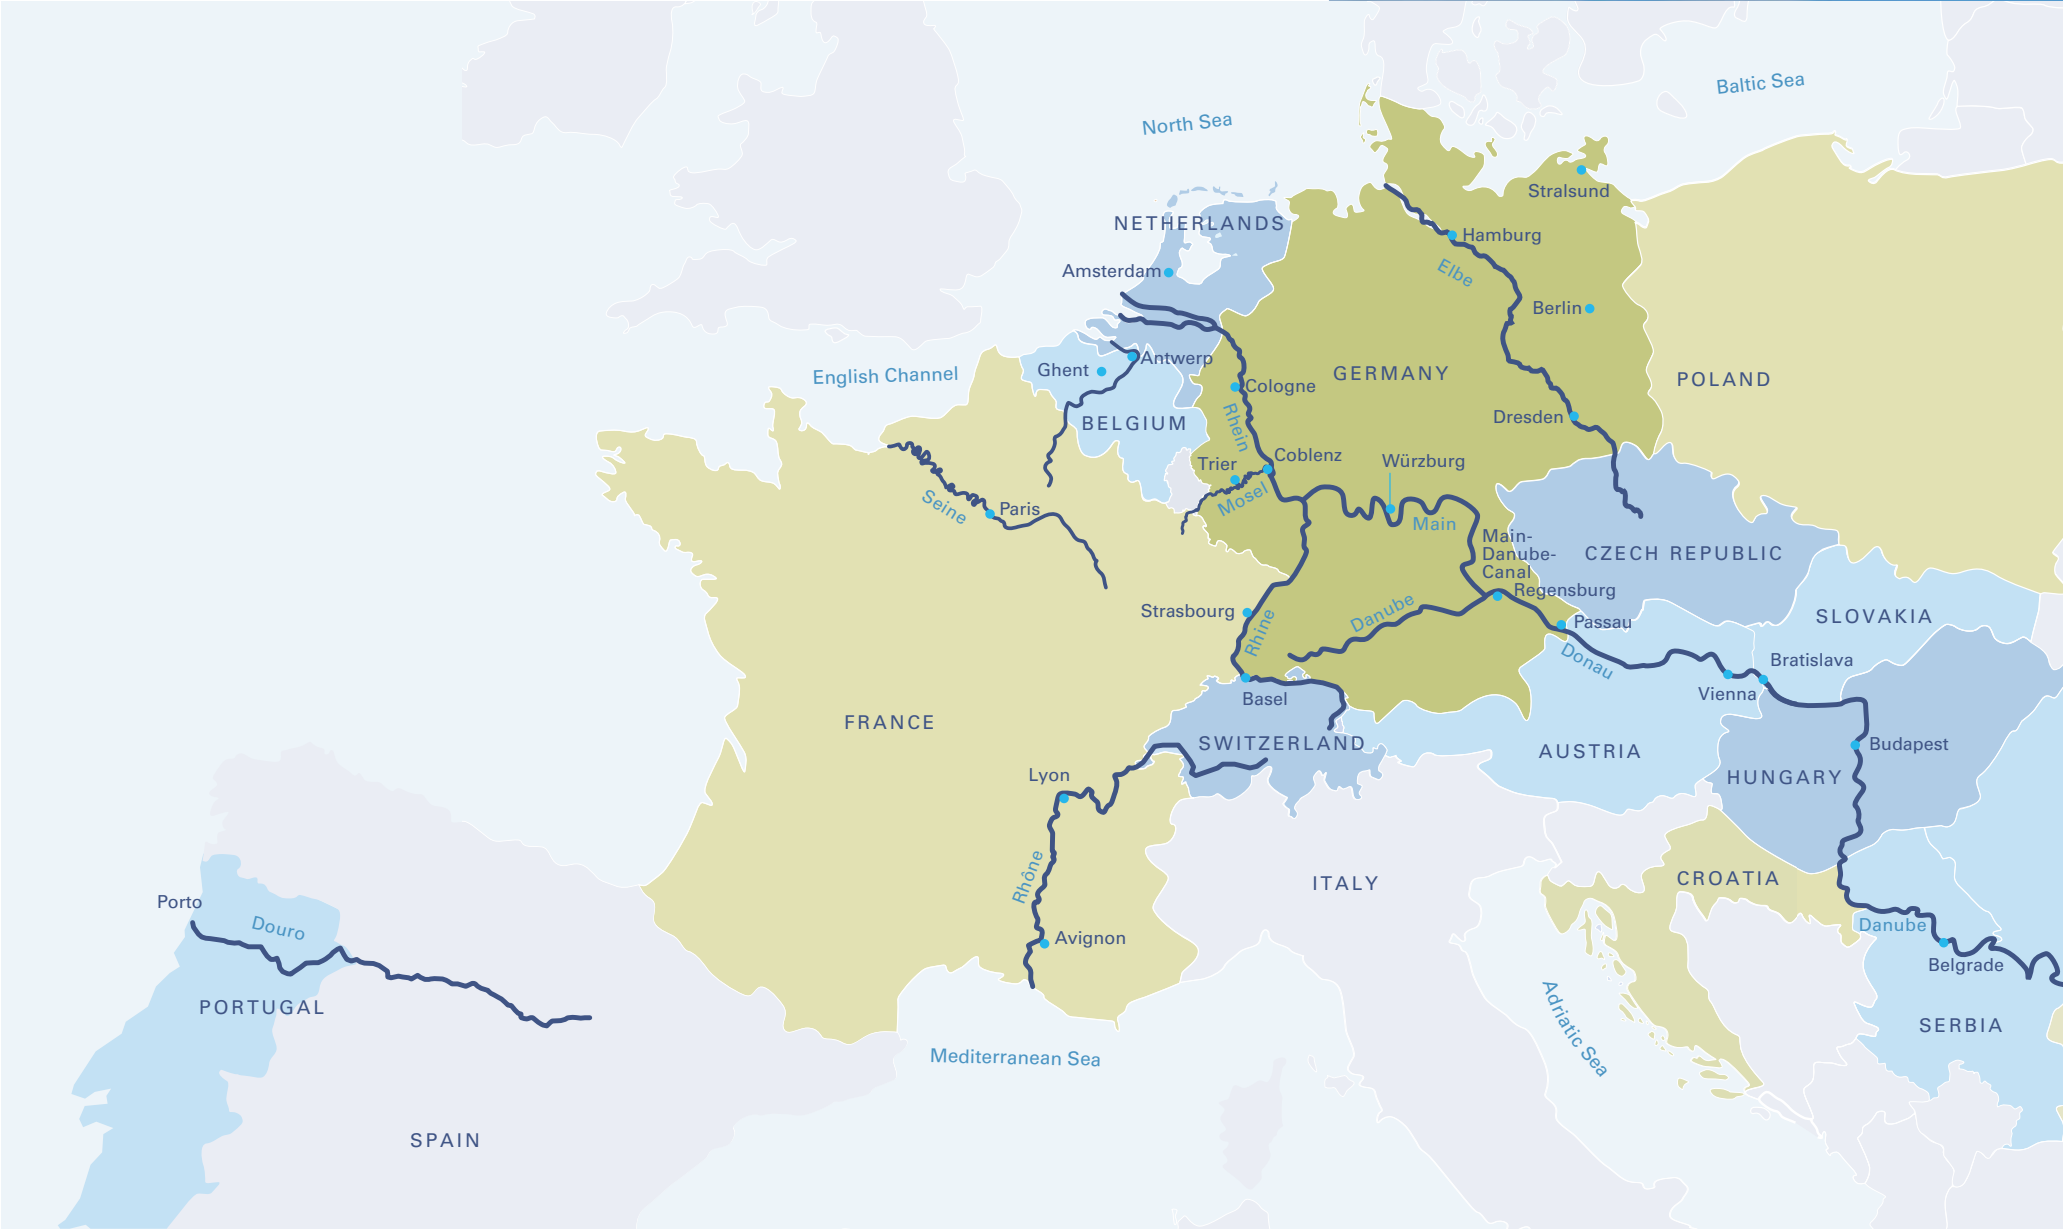 Baltic Sea
North Sea
Stralsund
NETHERLANDS
Hamburg
Amsterdam
Elbe
Berlin
Antwerp
Ghent
English Channel
GERMANY
POLAND
Cologne
Dresden
BELGIUM
Rhein
Coblenz
Trier
Würzburg
Mosel
Seine
Paris
Main
Main-
Danube-
Canal
CZECH REPUBLIC
Regensburg
Strasbourg
Danube
Passau
SLOVAKIA
Rhine
Donau
Bratislava
Vienna
Basel
FRANCE
SWITZERLAND
AUSTRIA
Budapest
HUNGARY
Lyon
Rhône
ITALY
CROATIA
Porto
Douro
Avignon
Danube
Belgrade
PORTUGAL
Adriatic Sea
SERBIA
Mediterranean Sea
SPAIN